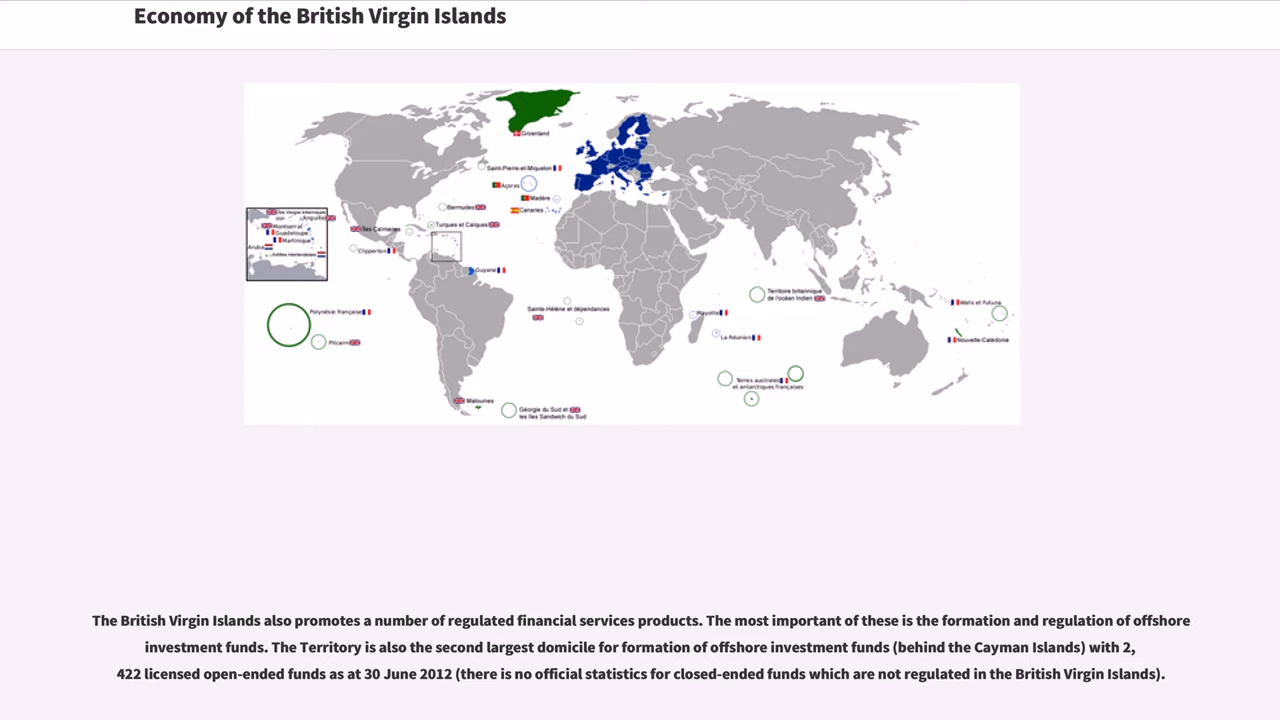 Economy of the British Virgin Islands
Groenland
Saint-Pierre-et-Miquelon
Açores
Madère
Canaries
Bermudes
Îles Vierges britanniques
Anguilla
Montserrat
Guadeloupe
Martinique
Aruba
Antilles néerlandaises
Îles Caïmanes
Turques et Caïques
Clipperton
Guyane
Polynésie française
Pitcairn
Sainte-Hélène et dépendances
Territoire britannique
de l'océan Indien
Mayotte
La Réunion
Wallis et Futuna
Nouvelle-Calédonie
Terres australes
et antarctiques françaises
Malouines
Géorgie du Sud et
les îles Sandwich du Sud
The British Virgin Islands also promotes a number of regulated financial services products. The most important of these is the formation and regulation of offshore
investment funds. The Territory is also the second largest domicile for formation of offshore investment funds (behind the Cayman Islands) with 2,
422 licensed open-ended funds as at 30 June 2012 (there is no official statistics for closed-ended funds which are not regulated in the British Virgin Islands).